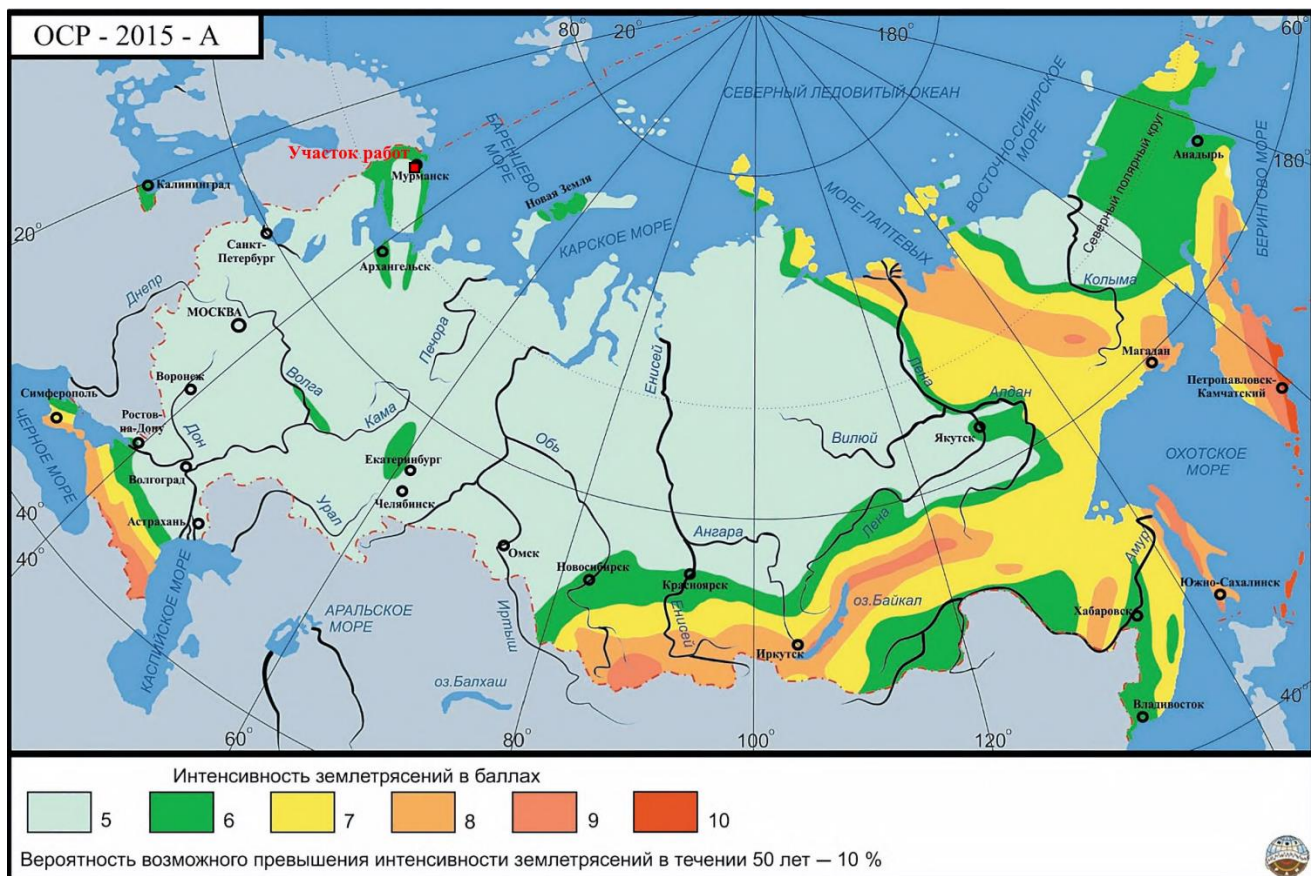 ОСР - 2015 - А
80°
20°
180°
60°
СЕВЕРНЫЙ ЛЕДОВИТЫЙ ОКЕАН
ВОСТОЧНО-СИБИРСКОЕ
МОРЕ
БАРЕНЦЕВО
МОРЕ
Участок работ
Мурманск
Северный полярный круг
Анадырь
180°
БЕРИНГОВО МОРЕ
Калининград
Новая Земля
МОРЕ ЛАПТЕВЫХ
КАРСКОЕ МОРЕ
20°
Санкт-
Петербург
Архангельск
Колыма
Днепр
МОСКВА
Печора
Енисей
Лена
Магадан
Петропавловск-
Камчатский
Воронеж
Волга
Симферополь
Ростов-
на-Дону
Дон
Кама
Обь
Алдан
Вилюй
Якутск
ОХОТСКОЕ
МОРЕ
ЧЕРНОЕ МОРЕ
Екатеринбург
Волгоград
Челябинск
Урал
Астрахань
Лена
Ангара
Амур
40°
40°
Омск
Новосибирск
Красноярск
Енисей
оз.Байкал
Южно-Сахалинск
Хабаровск
КАСПИЙСКОЕ МОРЕ
АРАЛЬСКОЕ
МОРЕ
Иртыш
Иркутск
оз.Балхаш
40°
Владивосток
60°
80°
100°
120°
Интенсивность землетрясений в баллах
5 6 7 8 9 10
Вероятность возможного превышения интенсивности землетрясений в течении 50 лет — 10 %